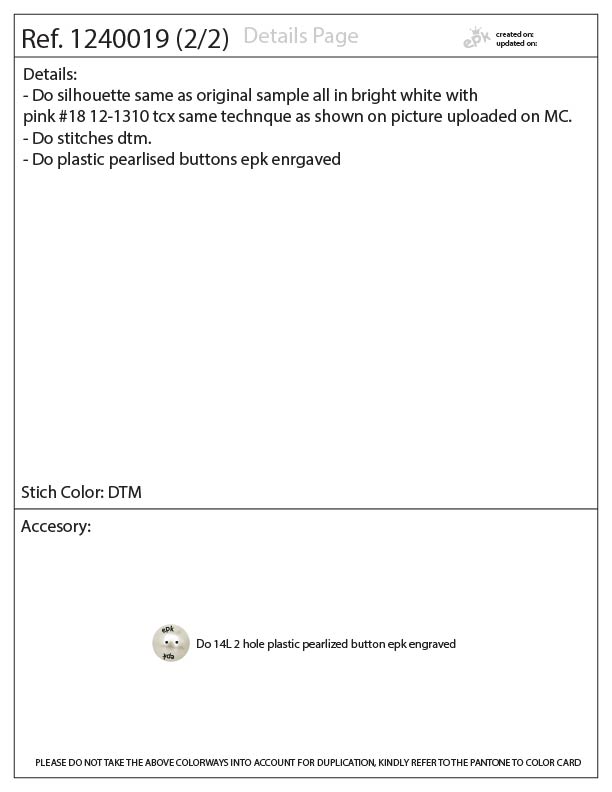 Ref. 1240019 (2/2) Details Page
epk
created on:
updated on:
Details:
- Do silhouette same as original sample all in bright white with
pink #18 12-1310 tcx same technque as shown on picture uploaded on MC.
- Do stitches dtm.
- Do plastic pearlised buttons epk enrgaved
Stich Color: DTM
Accesory:
epk
epk
Do 14L 2 hole plastic pearlized button epk engraved
PLEASE DO NOT TAKE THE ABOVE COLORWAYS INTO ACCOUNT FOR DUPLICATION, KINDLY REFER TO THE PANTONE TO COLOR CARD